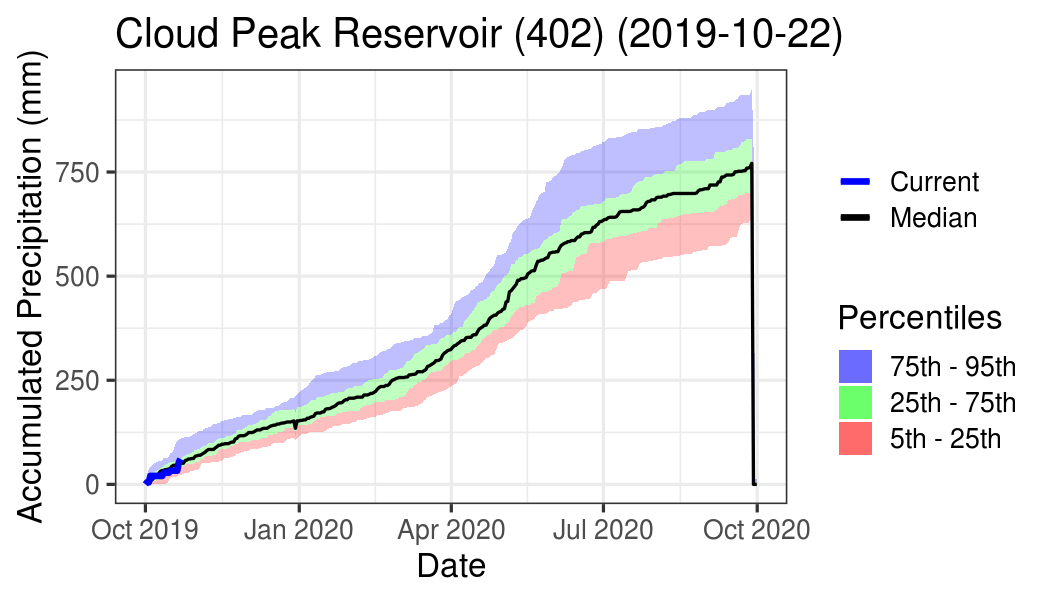 Cloud Peak Reservoir (402) (2019-10-22)
Accumulated Precipitation (mm)
750
500
250
0
Oct 2019
Jan 2020
Apr 2020
Jul 2020
Oct 2020
Date
Current
Median
Percentiles
75th - 95th
25th - 75th
5th - 25th